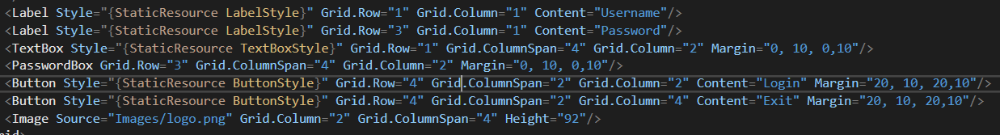 <Label Style="{StaticResource LabelStyle}" Grid.Row="1" Grid.Column="1" Content="Username"/>
<Label Style="{StaticResource LabelStyle}" Grid.Row="3" Grid.Column="1" Content="Password"/>
<TextBox Style="{StaticResource TextBoxStyle}" Grid.Row="1" Grid.ColumnSpan="4" Grid.Column="2" Margin="0, 10, 0,10"/>
<PasswordBox Grid.Row="3" Grid.ColumnSpan="4" Grid.Column="2" Margin="0, 10, 0,10"/>
<Button Style="{StaticResource ButtonStyle}" Grid.Row="4" Grid.ColumnSpan="2" Grid.Column="2" Content="Login" Margin="20, 10, 20,10"/>
<Button Style="{StaticResource ButtonStyle}" Grid.Row="4" Grid.ColumnSpan="2" Grid.Column="4" Content="Exit" Margin="20, 10, 20,10"/>
<Image Source="Images/logo.png" Grid.Column="2" Grid.ColumnSpan="4" Height="92"/>